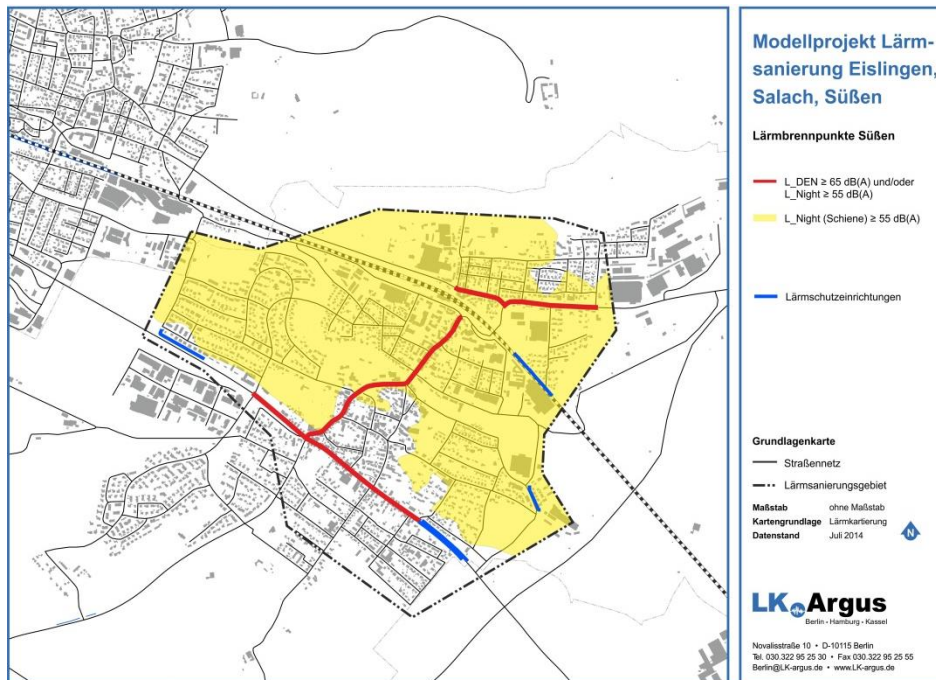 Modellprojekt Lärm-
sanierung Eislingen,
Salach, Süßen
Lärmbrennpunkte Süßen
L_DEN ≥ 65 dB(A) und/oder
L_Night ≥ 55 dB(A)
L_Night (Schiene) ≥ 55 dB(A)
Lärmschutzeinrichtungen
Grundlagenkarte
Straßennetz
Lärmsanierungsgebiet
Maßstab ohne Maßstab
Kartengrundlage Lärmkartierung
Datenstand Juli 2014
N
LK Argus
Berlin - Hamburg - Kassel
Novalisstraße 10 • D-10115 Berlin
Tel. 030.322 95 25 30 • Fax 030.322 95 25 55
Berlin@LK-argus.de • www.LK-argus.de